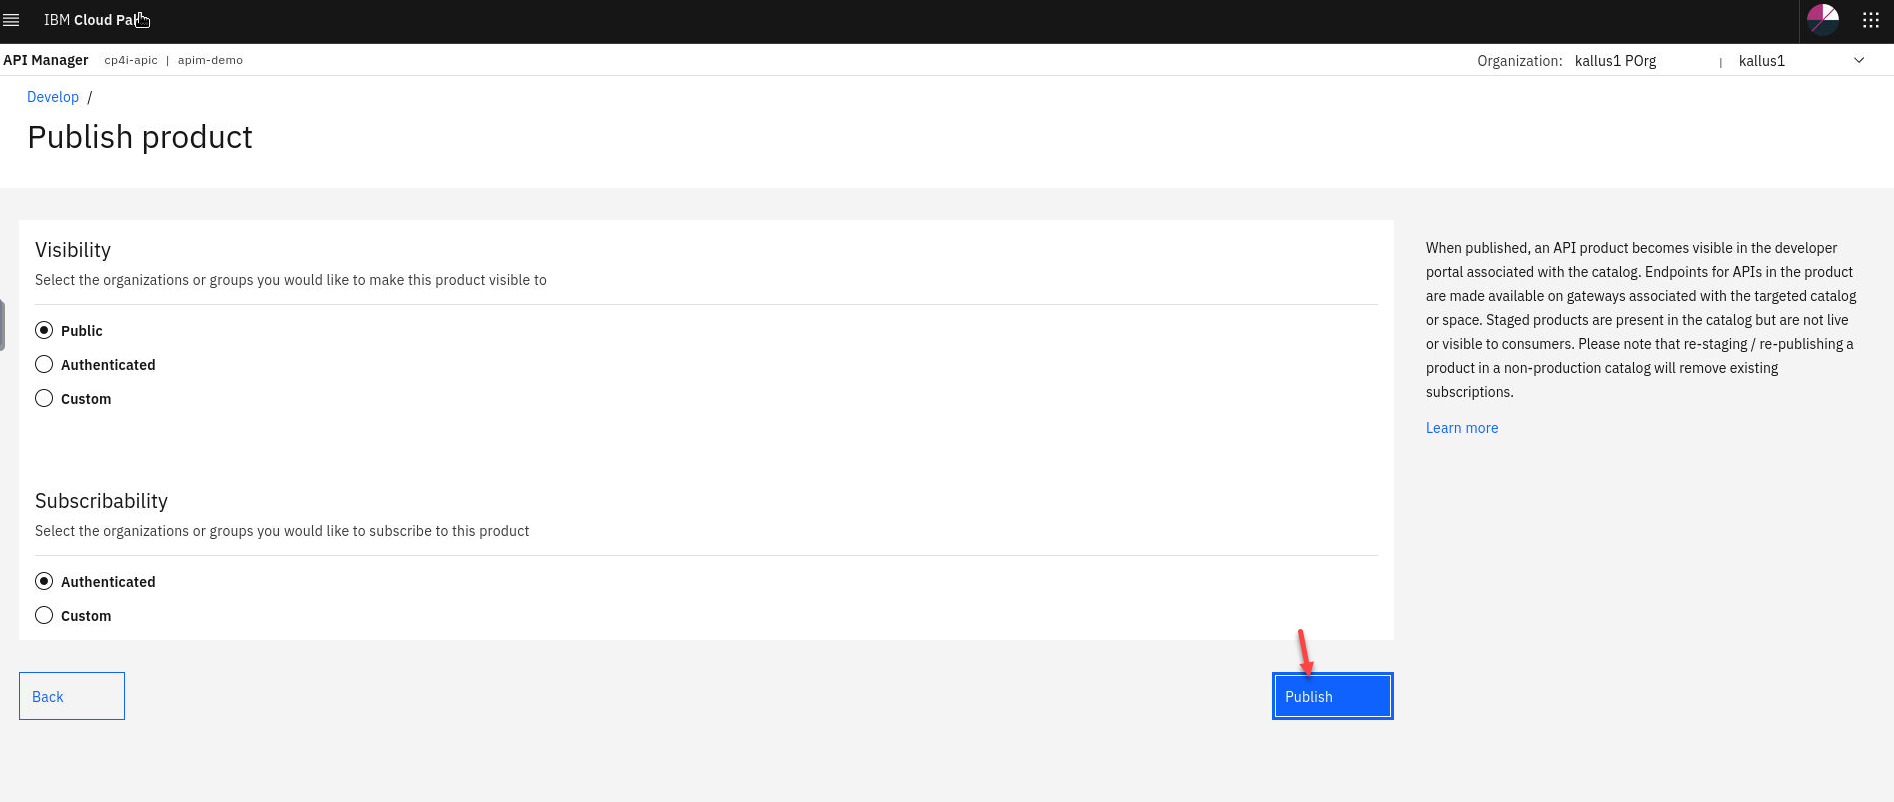 IBM Cloud Pak
API Manager cp4i-apic | apim-demo Organization: kallus1 POrg | kallus1
Develop /
Publish product
Visibility
Select the organizations or groups you would like to make this product visible to
Public
Authenticated
Custom
Subscribability
Select the organizations or groups you would like to subscribe to this product
Authenticated
Custom
Back
Publish
When published, an API product becomes visible in the developer
portal associated with the catalog. Endpoints for APIs in the product
are made available on gateways associated with the targeted catalog
or space. Staged products are present in the catalog but are not live
or visible to consumers. Please note that re-staging / re-publishing a
product in a non-production catalog will remove existing
subscriptions.
Learn more